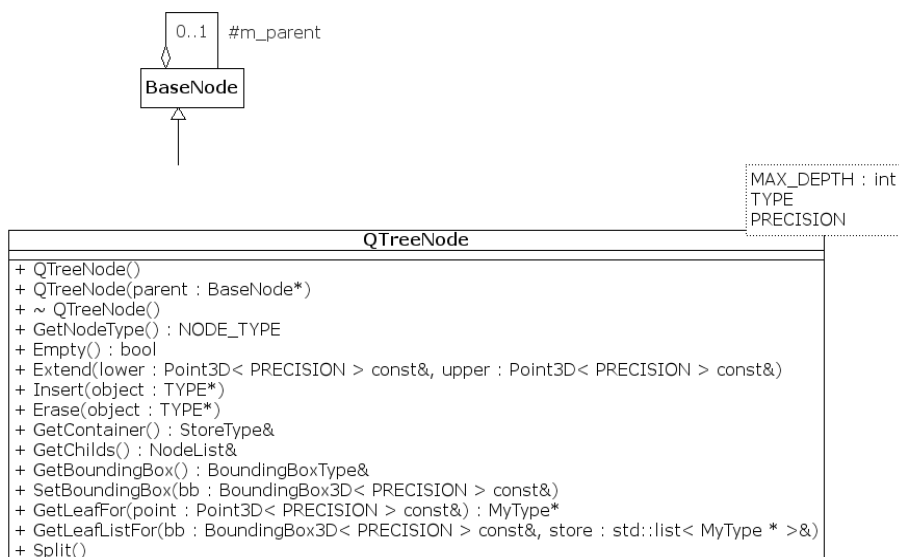 0..1 #m_parent
BaseNode
MAX_DEPTH : int
TYPE
PRECISION
QTreeNode
+ QTreeNode()
+ QTreeNode(parent : BaseNode*)
+ ~ QTreeNode()
+ GetNodeType() : NODE_TYPE
+ Empty() : bool
+ Extend(lower : Point3D< PRECISION > const&, upper : Point3D< PRECISION > const&)
+ Insert(object : TYPE*)
+ Erase(object : TYPE*)
+ GetContainer() : StoreType&
+ GetChilds() : NodeList&
+ GetBoundingBox() : BoundingBoxType&
+ SetBoundingBox(bb : BoundingBox3D< PRECISION > const&)
+ GetLeafFor(point : Point3D< PRECISION > const&) : MyType*
+ GetLeafListFor(bb : BoundingBox3D< PRECISION > const&, store : std::list< MyType * >&)
+ Split()